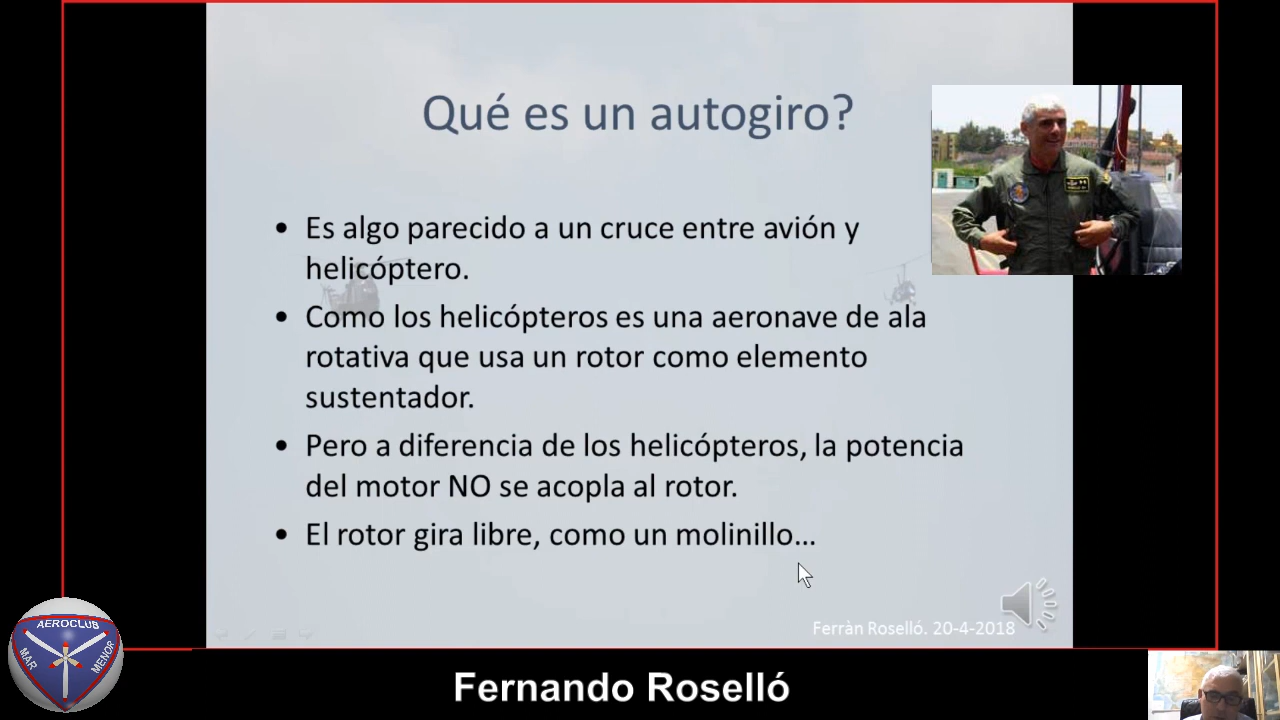 Qué es un autogiro?
• Es algo parecido a un cruce entre avión y
helicóptero.
• Como los helicópteros es una aeronave de ala
rotativa que usa un rotor como elemento
sustentador.
• Pero a diferencia de los helicópteros, la potencia
del motor NO se acopla al rotor.
• El rotor gira libre, como un molinillo...
Ferràn Roselló. 20-4-2018
AEROCLUB
MAR
MENOR
Fernando Roselló